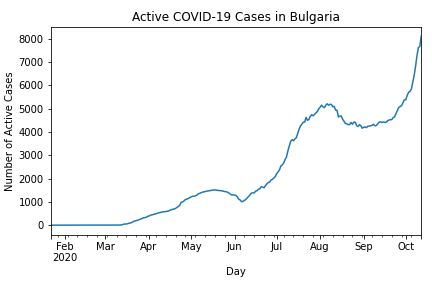 Active COVID-19 Cases in Bulgaria
Number of Active Cases
8000
7000
6000
5000
4000
3000
2000
1000
0
Feb Mar Apr May Jun Jul Aug Sep Oct
2020
Day